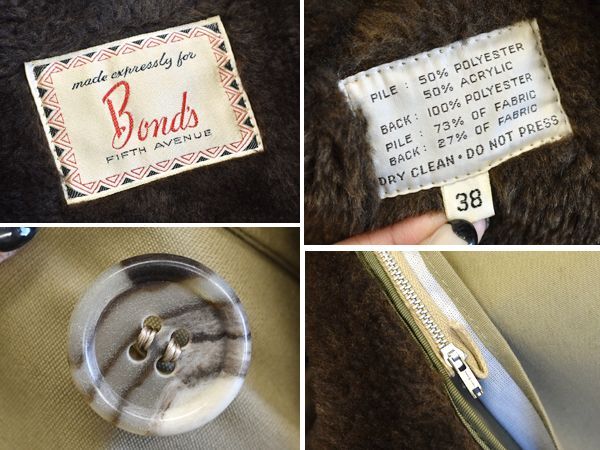 made expressly for
Bond's
FIFTH AVENUE
PILE : 50% POLYESTER
50% ACRYLIC
BACK: 100% POLYESTER
PILE : 73% OF FABRIC
BACK: 27% OF FABRIC
DRY CLEAN • DO NOT PRESS
38